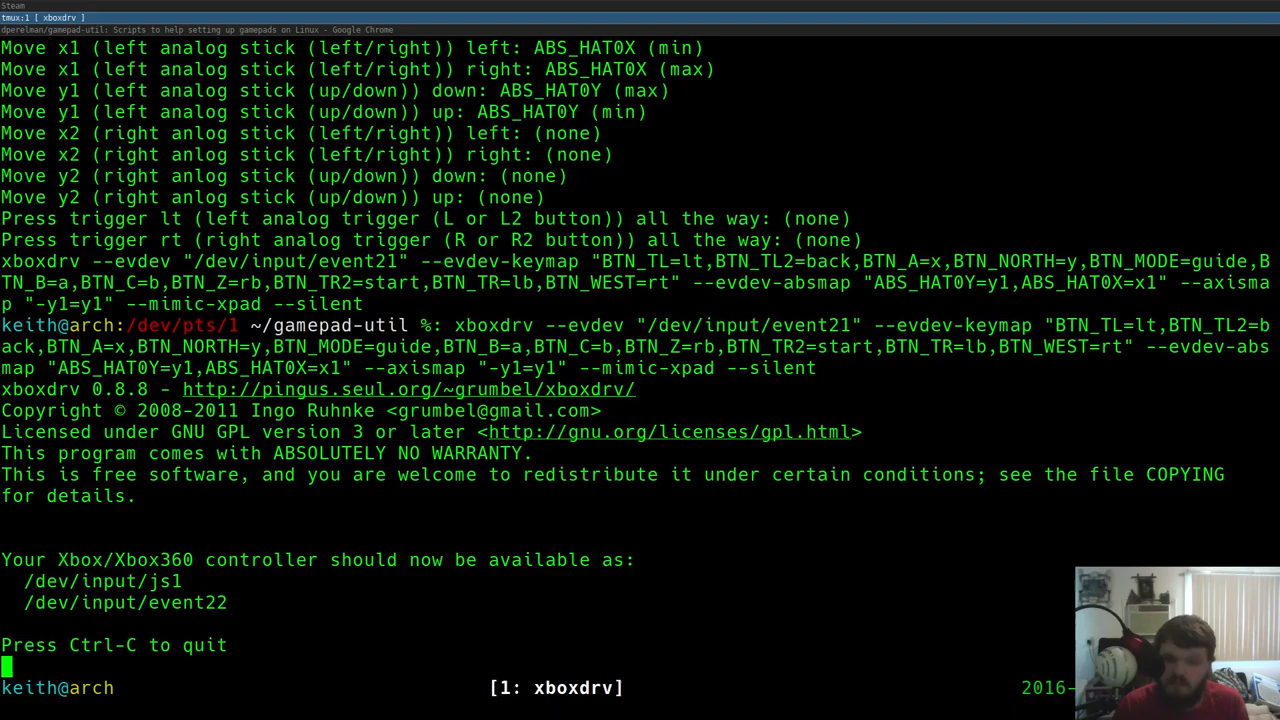 Steam
tmux:1 [ xboxdrv ]
dperelman/gamepad-util: Scripts to help setting up gamepads on Linux - Google Chrome
Move x1 (left analog stick (left/right)) left: ABS_HAT0X (min)
Move x1 (left analog stick (left/right)) right: ABS_HAT0X (max)
Move y1 (left analog stick (up/down)) down: ABS_HAT0Y (max)
Move y1 (left analog stick (up/down)) up: ABS_HAT0Y (min)
Move x2 (right anlog stick (left/right)) left: (none)
Move x2 (right anlog stick (left/right)) right: (none)
Move y2 (right anlog stick (up/down)) down: (none)
Move y2 (right anlog stick (up/down)) up: (none)
Press trigger lt (left analog trigger (L or L2 button)) all the way: (none)
Press trigger rt (right analog trigger (R or R2 button)) all the way: (none)
xboxdrv --evdev "/dev/input/event21" --evdev-keymap "BTN_TL=lt,BTN_TL2=back,BTN_A=x,BTN_NORTH=y,BTN_MODE=guide,B
TN_B=a,BTN_C=b,BTN_Z=rb,BTN_TR2=start,BTN_TR=lb,BTN_WEST=rt" --evdev-absmap "ABS_HAT0Y=y1,ABS_HAT0X=x1" --axisma
p "-y1=y1" --mimic-xpad --silent
keith@arch:/dev/pts/1 ~/gamepad-util %: xboxdrv --evdev "/dev/input/event21" --evdev-keymap "BTN_TL=lt,BTN_TL2=b
ack,BTN_A=x,BTN_NORTH=y,BTN_MODE=guide,BTN_B=a,BTN_C=b,BTN_Z=rb,BTN_TR2=start,BTN_TR=lb,BTN_WEST=rt" --evdev-abs
map "ABS_HAT0Y=y1,ABS_HAT0X=x1" --axismap "-y1=y1" --mimic-xpad --silent
xboxdrv 0.8.8 - http://pingus.seul.org/~grumbel/xboxdrv/
Copyright © 2008-2011 Ingo Ruhnke <grumbel@gmail.com>
Licensed under GNU GPL version 3 or later <http://gnu.org/licenses/gpl.html>
This program comes with ABSOLUTELY NO WARRANTY.
This is free software, and you are welcome to redistribute it under certain conditions; see the file COPYING
for details.
Your Xbox/Xbox360 controller should now be available as:
/dev/input/js1
/dev/input/event22
Press Ctrl-C to quit
keith@arch [1: xboxdrv] 2016-